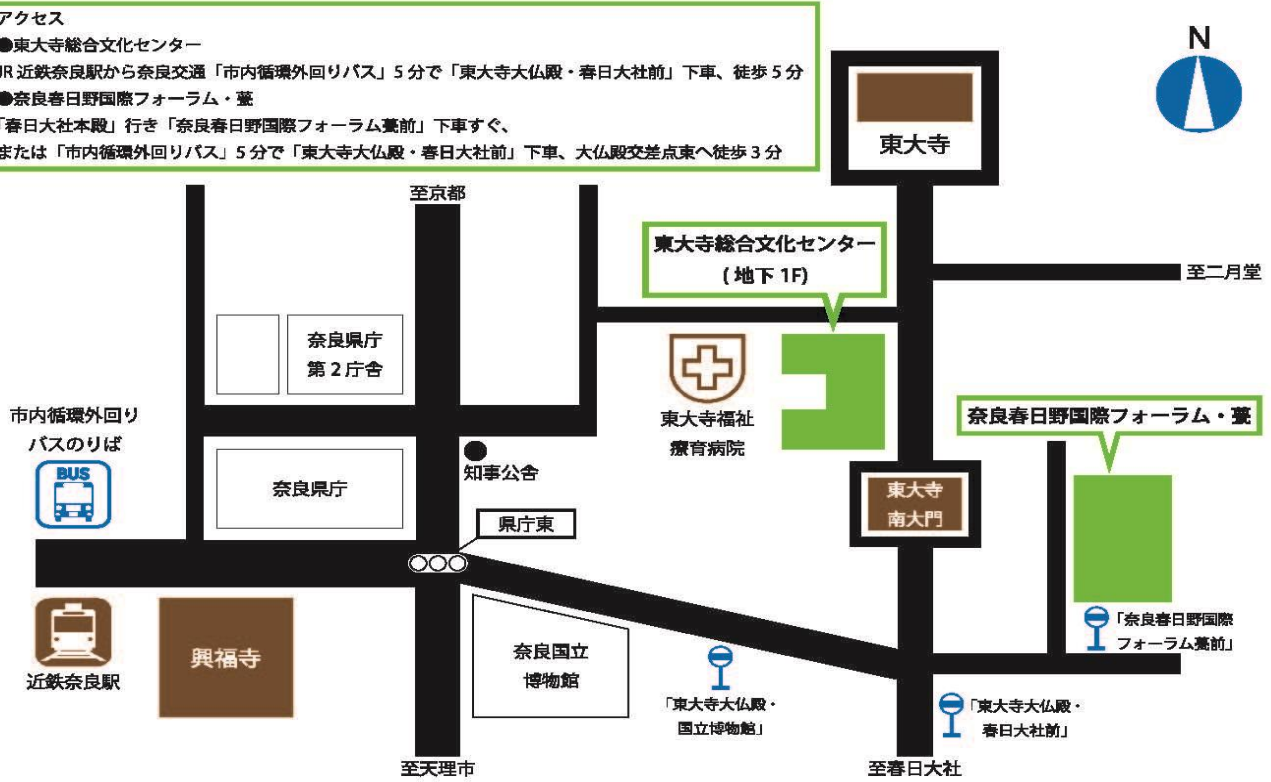 アクセス
●東大寺総合文化センター
JR 近鉄奈良駅から奈良交通「市内循環外回りバス」5 分で「東大寺大仏殿・春日大社前」下車、徒歩 5 分
●奈良春日野国際フォーラム・甍
「春日大社本殿」行き「奈良春日野国際フォーラム甍前」下車すぐ、
または「市内循環外回りバス」5 分で「東大寺大仏殿・春日大社前」下車、大仏殿交差点東へ徒歩 3 分
N
東大寺
至京都
東大寺総合文化センター
( 地下 1F)
至二月堂
奈良県庁
第 2 庁舎
東大寺福祉
療育病院
奈良春日野国際フォーラム・甍
市内循環外回り
バスのりば
BUS
知事公舎
奈良県庁
東大寺
南大門
県庁東
「奈良春日野国際
フォーラム甍前」
近鉄奈良駅
興福寺
奈良国立
博物館
「東大寺大仏殿・
国立博物館」
「東大寺大仏殿・
春日大社前」
至天理市
至春日大社